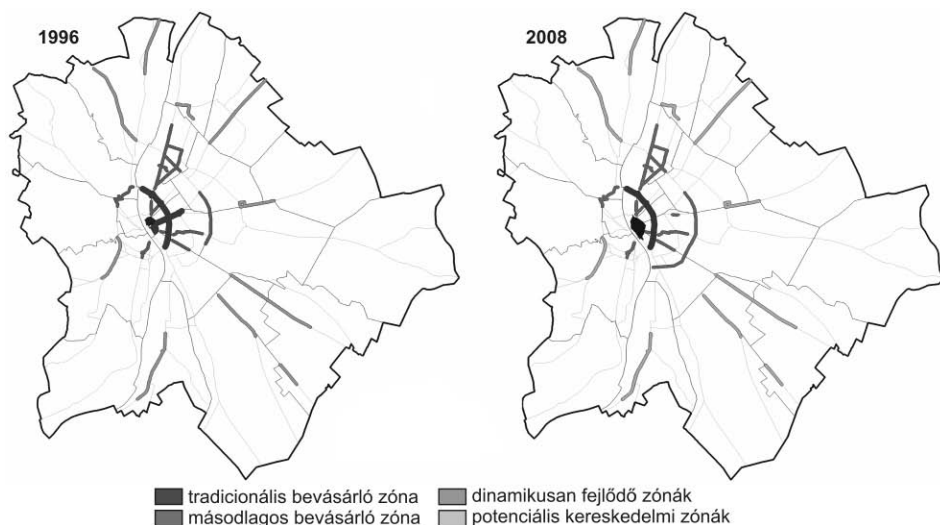 1996
2008
tradicionális bevásárló zóna
dinamikusan fejlődő zónák
másodlagos bevásárló zóna
potenciális kereskedelmi zónák